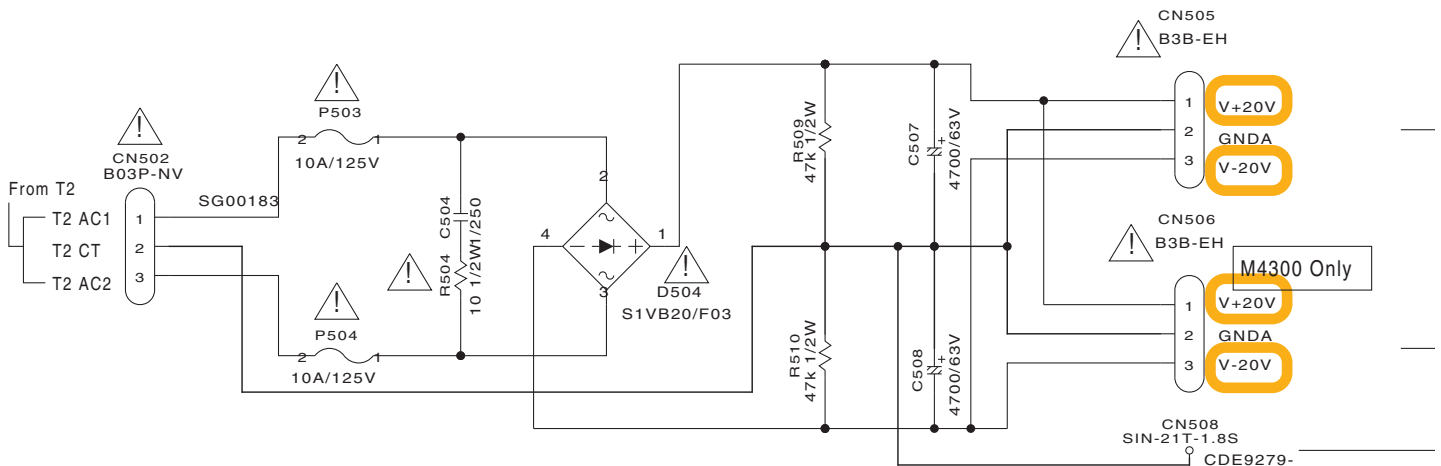 CN505
B3B-EH
!
1
V+20V
2
GNDA
3
V-20V
!
P503
2
1
10A/125V
!
CN502
B03P-NV
From T2
SG00183
T2 AC1
1
T2 CT
2
T2 AC2
3
C504
1/250
R504
10 1/2W
!
2
4
1
3
~
~
− +
!
D504
S1VB20/F03
R509
47k 1/2W
C507
+
4700/63V
!
P504
2
1
10A/125V
R510
47k 1/2W
C508
+
4700/63V
CN506
B3B-EH
!
M4300 Only
1
V+20V
2
GNDA
3
V-20V
CN508
SIN-21T-1.8S
CDE9279-